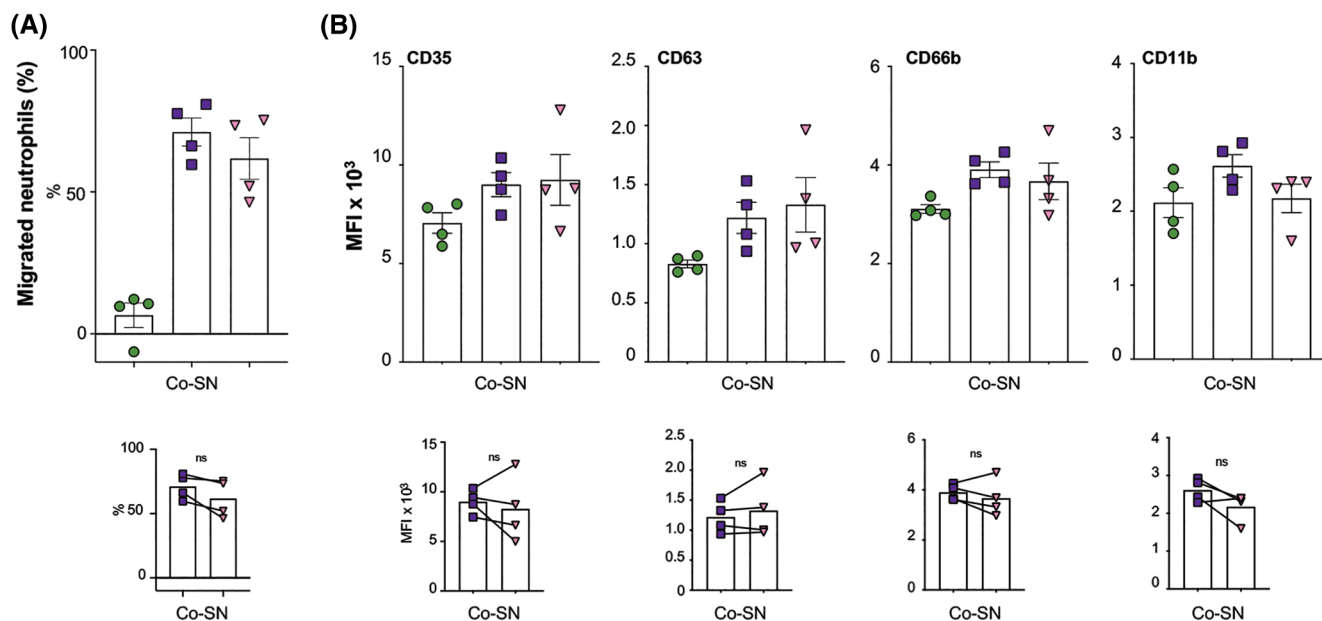 (A)
Migrated neutrophils (%)
%
100
50
0
Co-SN
(B)
MFI x 10³
CD35
15
10
5
0
Co-SN
CD63
2.5
2.0
1.5
1.0
0.5
0
Co-SN
CD66b
6
4
2
0
Co-SN
CD11b
4
3
2
1
0
Co-SN
%
100
50
0
ns
Co-SN
MFI x 10³
15
10
5
0
ns
Co-SN
2.5
2.0
1.5
1.0
0.5
0
ns
Co-SN
6
4
2
0
ns
Co-SN
4
3
2
1
0
ns
Co-SN